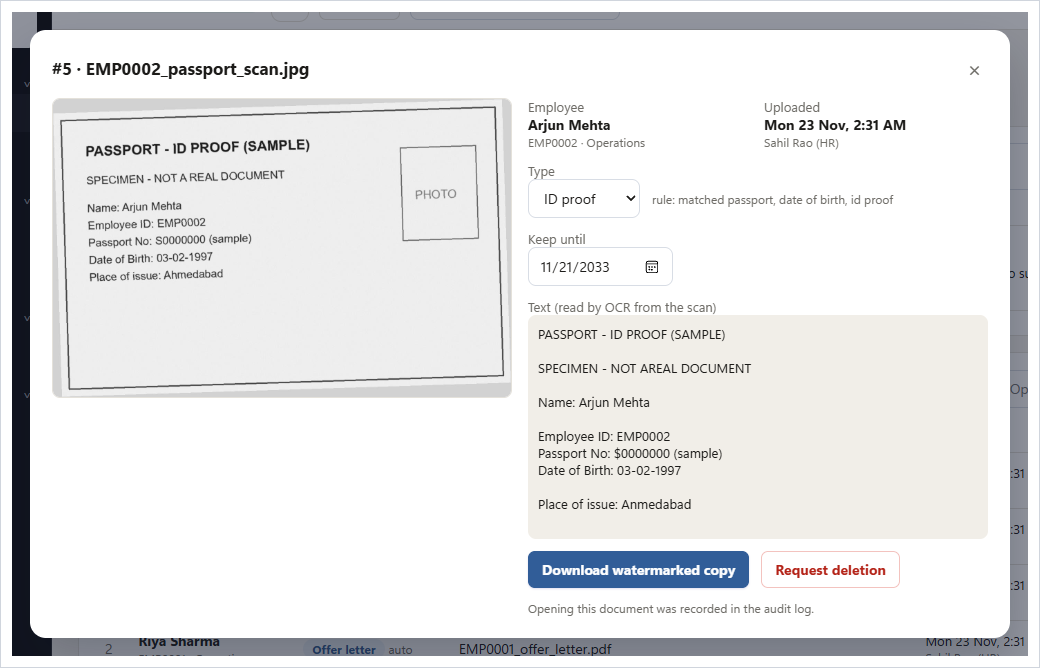 #5 · EMP0002_passport_scan.jpg
×
PASSPORT - ID PROOF (SAMPLE)
SPECIMEN - NOT A REAL DOCUMENT
Name: Arjun Mehta
Employee ID: EMP0002
Passport No: S0000000 (sample)
Date of Birth: 03-02-1997
Place of issue: Ahmedabad
PHOTO
Employee
Arjun Mehta
EMP0002 · Operations
Uploaded
Mon 23 Nov, 2:31 AM
Sahil Rao (HR)
Type
ID proof
rule: matched passport, date of birth, id proof
Keep until
11/21/2033
Text (read by OCR from the scan)
PASSPORT - ID PROOF (SAMPLE)
SPECIMEN - NOT AREAL DOCUMENT
Name: Arjun Mehta
Employee ID: EMP0002
Passport No: $0000000 (sample)
Date of Birth: 03-02-1997
Place of issue: Anmedabad
Download watermarked copy
Request deletion
Opening this document was recorded in the audit log.
2
Riya Sharma
Offer letter
auto
EMP0001_offer_letter.pdf
Mon 23 Nov, 2:31